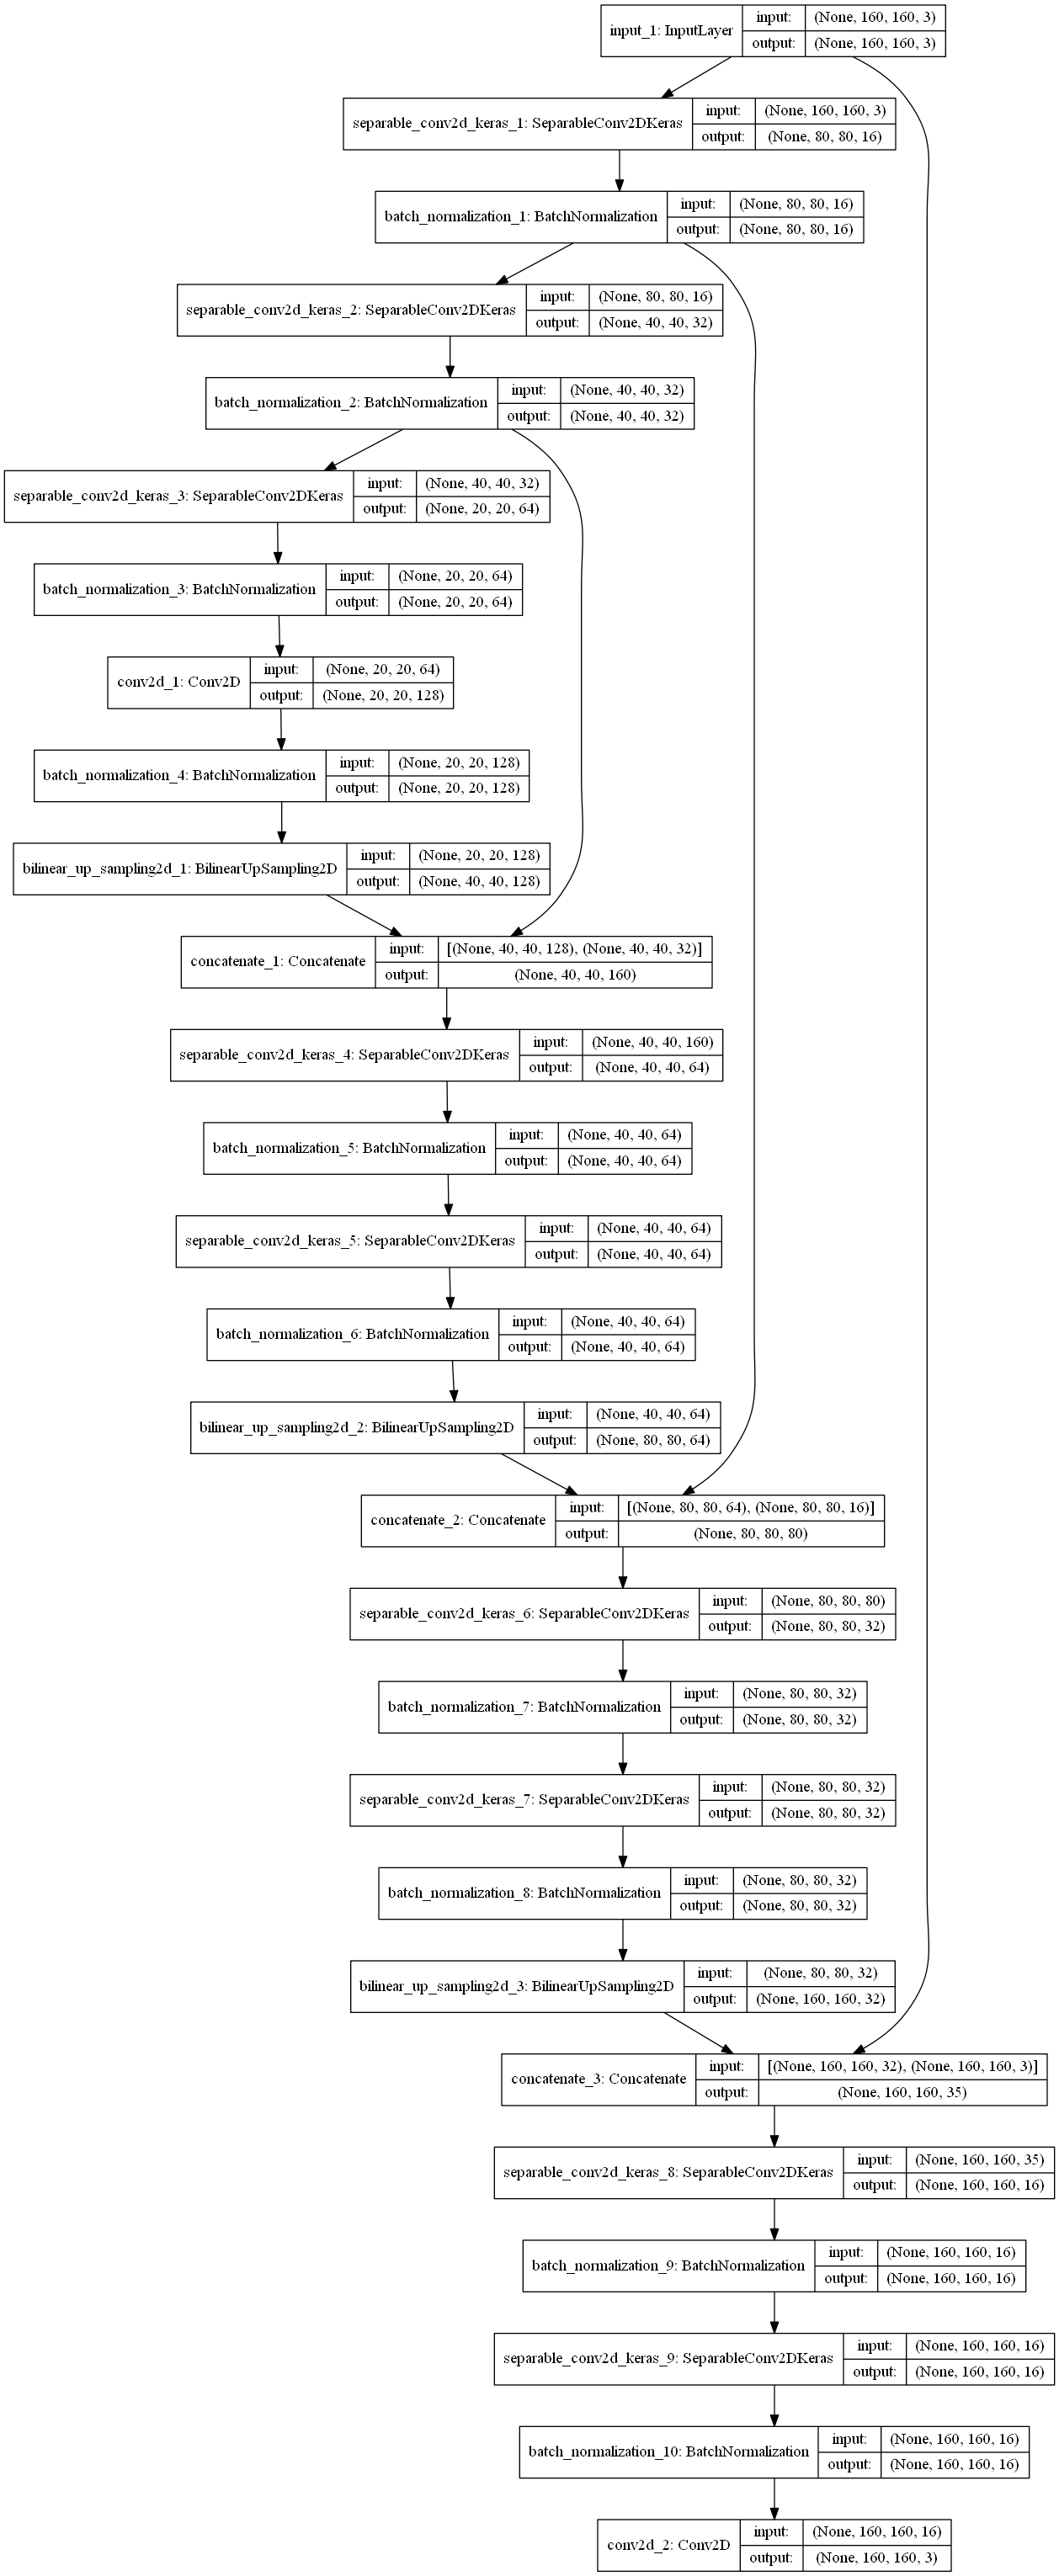 input_1: InputLayer
input: (None, 160, 160, 3)
output: (None, 160, 160, 3)
separable_conv2d_keras_1: SeparableConv2DKeras
input: (None, 160, 160, 3)
output: (None, 80, 80, 16)
batch_normalization_1: BatchNormalization
input: (None, 80, 80, 16)
output: (None, 80, 80, 16)
separable_conv2d_keras_2: SeparableConv2DKeras
input: (None, 80, 80, 16)
output: (None, 40, 40, 32)
batch_normalization_2: BatchNormalization
input: (None, 40, 40, 32)
output: (None, 40, 40, 32)
separable_conv2d_keras_3: SeparableConv2DKeras
input: (None, 40, 40, 32)
output: (None, 20, 20, 64)
batch_normalization_3: BatchNormalization
input: (None, 20, 20, 64)
output: (None, 20, 20, 64)
conv2d_1: Conv2D
input: (None, 20, 20, 64)
output: (None, 20, 20, 128)
batch_normalization_4: BatchNormalization
input: (None, 20, 20, 128)
output: (None, 20, 20, 128)
bilinear_up_sampling2d_1: BilinearUpSampling2D
input: (None, 20, 20, 128)
output: (None, 40, 40, 128)
concatenate_1: Concatenate
input: [(None, 40, 40, 128), (None, 40, 40, 32)]
output: (None, 40, 40, 160)
separable_conv2d_keras_4: SeparableConv2DKeras
input: (None, 40, 40, 160)
output: (None, 40, 40, 64)
batch_normalization_5: BatchNormalization
input: (None, 40, 40, 64)
output: (None, 40, 40, 64)
separable_conv2d_keras_5: SeparableConv2DKeras
input: (None, 40, 40, 64)
output: (None, 40, 40, 64)
batch_normalization_6: BatchNormalization
input: (None, 40, 40, 64)
output: (None, 40, 40, 64)
bilinear_up_sampling2d_2: BilinearUpSampling2D
input: (None, 40, 40, 64)
output: (None, 80, 80, 64)
concatenate_2: Concatenate
input: [(None, 80, 80, 64), (None, 80, 80, 16)]
output: (None, 80, 80, 80)
separable_conv2d_keras_6: SeparableConv2DKeras
input: (None, 80, 80, 80)
output: (None, 80, 80, 32)
batch_normalization_7: BatchNormalization
input: (None, 80, 80, 32)
output: (None, 80, 80, 32)
separable_conv2d_keras_7: SeparableConv2DKeras
input: (None, 80, 80, 32)
output: (None, 80, 80, 32)
batch_normalization_8: BatchNormalization
input: (None, 80, 80, 32)
output: (None, 80, 80, 32)
bilinear_up_sampling2d_3: BilinearUpSampling2D
input: (None, 80, 80, 32)
output: (None, 160, 160, 32)
concatenate_3: Concatenate
input: [(None, 160, 160, 32), (None, 160, 160, 3)]
output: (None, 160, 160, 35)
separable_conv2d_keras_8: SeparableConv2DKeras
input: (None, 160, 160, 35)
output: (None, 160, 160, 16)
batch_normalization_9: BatchNormalization
input: (None, 160, 160, 16)
output: (None, 160, 160, 16)
separable_conv2d_keras_9: SeparableConv2DKeras
input: (None, 160, 160, 16)
output: (None, 160, 160, 16)
batch_normalization_10: BatchNormalization
input: (None, 160, 160, 16)
output: (None, 160, 160, 16)
conv2d_2: Conv2D
input: (None, 160, 160, 16)
output: (None, 160, 160, 3)